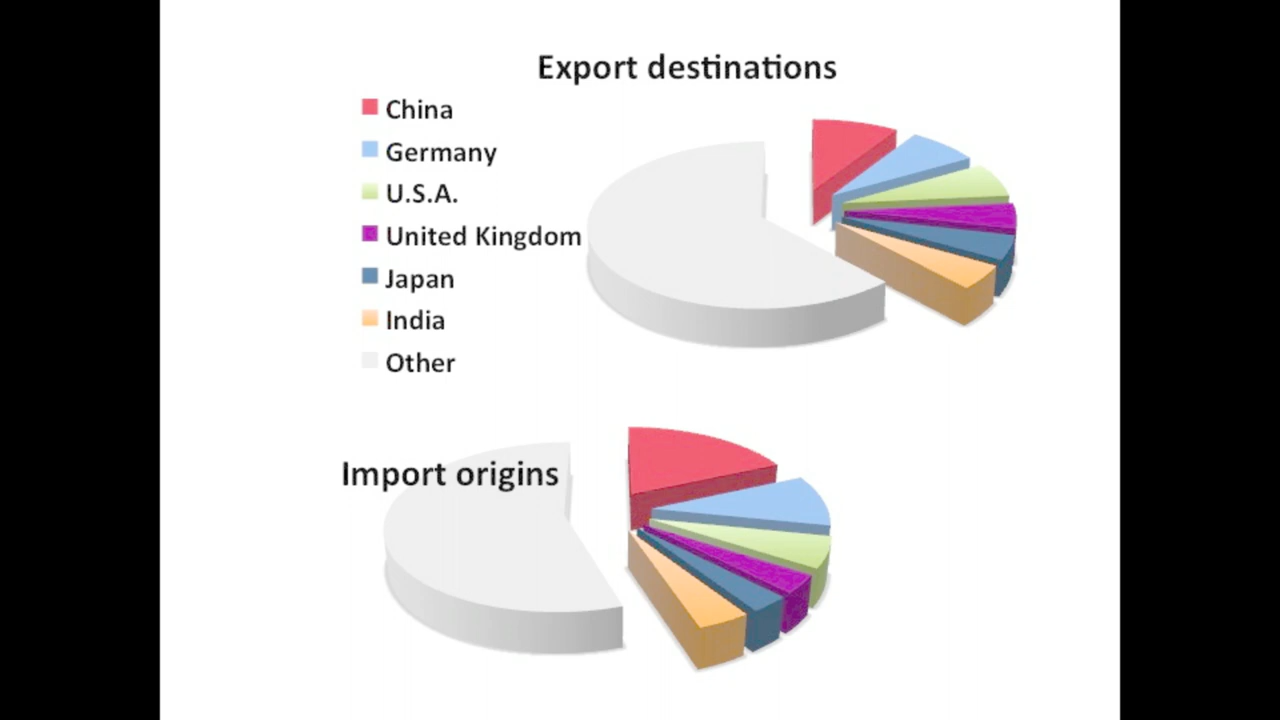 Export destinations
China
Germany
U.S.A.
United Kingdom
Japan
India
Other
Import origins